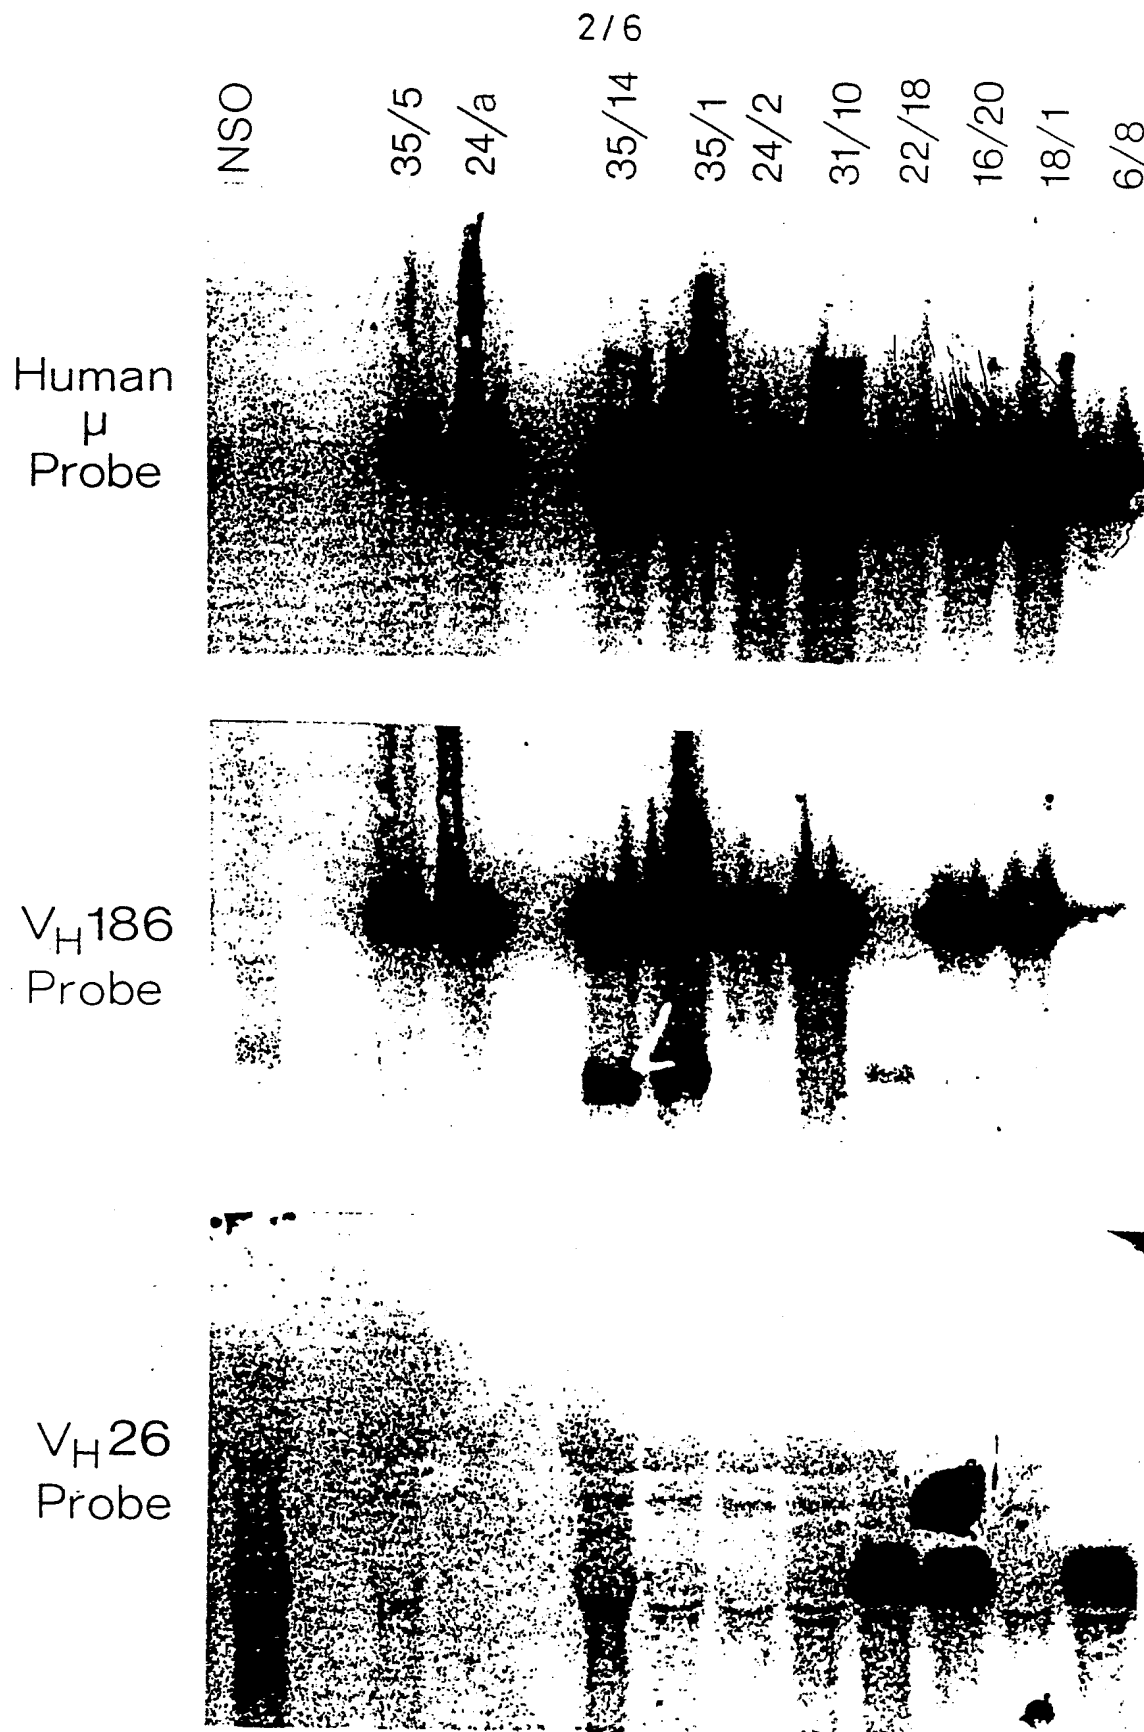 2/6
NSO 35/5 24/a 35/14 35/1 24/2 31/10 22/18 16/20 18/1 6/8
Human
μ
Probe
VH186
Probe
VH26
Probe